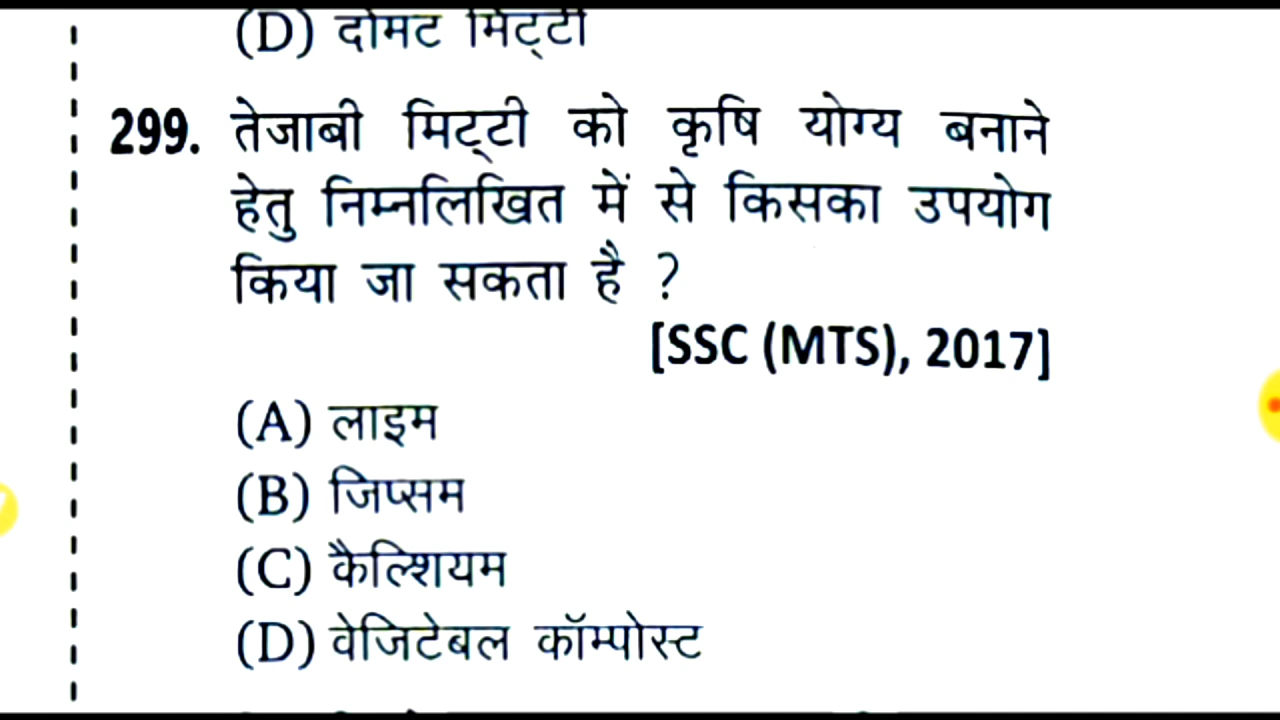 (D) दोमट मिट्टी
299. तेजाबी मिट्टी को कृषि योग्य बनाने
हेतु निम्नलिखित में से किसका उपयोग
किया जा सकता है ?
[SSC (MTS), 2017]
(A) लाइम
(B) जिप्सम
(C) कैल्शियम
(D) वेजिटेबल कॉम्पोस्ट